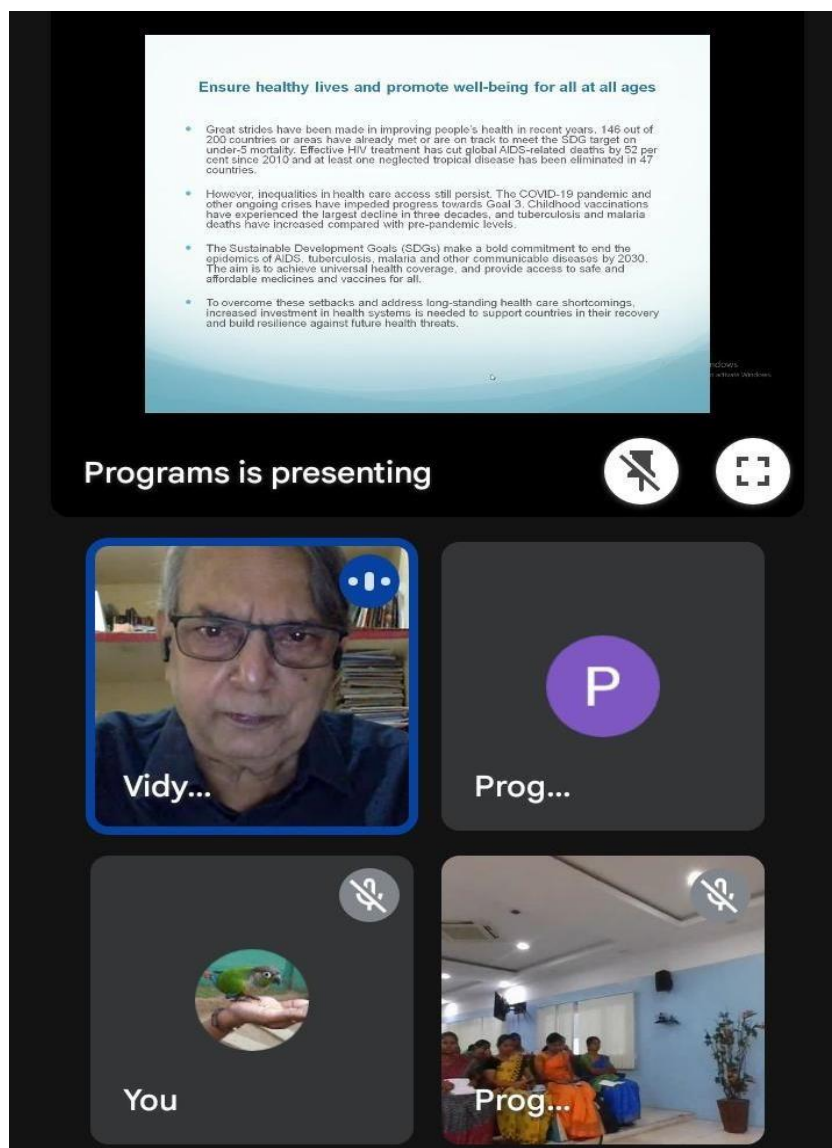 Ensure healthy lives and promote well-being for all at all ages
Great strides have been made in improving people's health in recent years. 146 out of
200 countries or areas have already met or are on track to meet the SDG target on
under-5 mortality. Effective HIV treatment has cut global AIDS-related deaths by 52 per
cent since 2010 and at least one neglected tropical disease has been eliminated in 47
countries.
However, inequalities in health care access still persist. The COVID-19 pandemic and
other ongoing crises have impeded progress towards Goal 3. Childhood vaccinations
have experienced the largest decline in three decades, and tuberculosis and malaria
deaths have increased compared with pre-pandemic levels.
The Sustainable Development Goals (SDGs) make a bold commitment to end the
epidemics of AIDS, tuberculosis, malaria and other communicable diseases by 2030.
The aim is to achieve universal health coverage, and provide access to safe and
affordable medicines and vaccines for all.
To overcome these setbacks and address long-standing health care shortcomings,
increased investment in health systems is needed to support countries in their recovery
and build resilience against future health threats.
ndows
activate Windows.
Programs is presenting
Vidy...
P
Prog...
You
Prog...